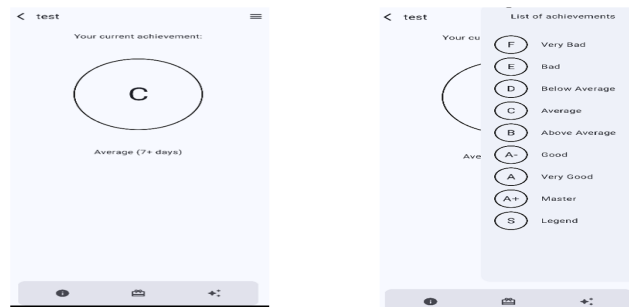 test
Your current achievement:
C
Average (7+ days)
test
Your cu
Ave
List of achievements
F Very Bad
E Bad
D Below Average
C Average
B Above Average
A- Good
A Very Good
A+ Master
S Legend